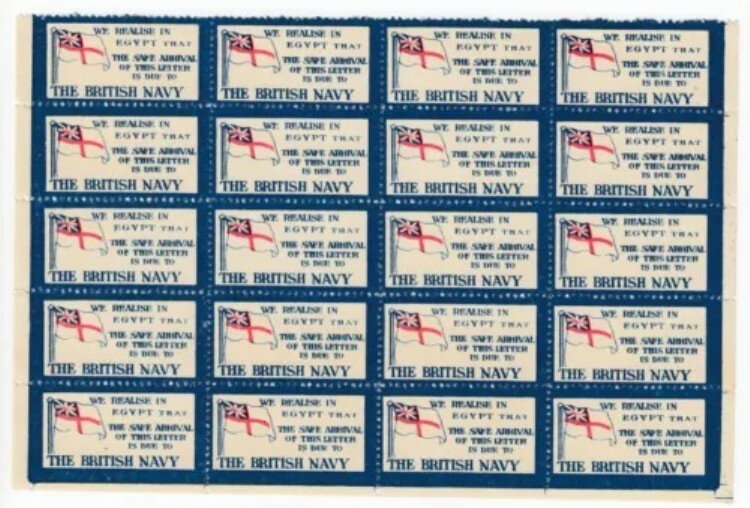 WE REALISE IN
EGYPT THAT
THE SAFE ARRIVAL
OF THIS LETTER
IS DUE TO
THE BRITISH NAVY
WE REALISE IN
EGYPT THAT
THE SAFE ARRIVAL
OF THIS LETTER
IS DUE TO
THE BRITISH NAVY
WE REALISE IN
EGYPT THAT
THE SAFE ARRIVAL
OF THIS LETTER
IS DUE TO
THE BRITISH NAVY
WE REALISE IN
EGYPT THAT
THE SAFE ARRIVAL
OF THIS LETTER
IS DUE TO
THE BRITISH NAVY
WE REALISE IN
EGYPT THAT
THE SAFE ARRIVAL
OF THIS LETTER
IS DUE TO
THE BRITISH NAVY
WE REALISE IN
EGYPT THAT
THE SAFE ARRIVAL
OF THIS LETTER
IS DUE TO
THE BRITISH NAVY
WE REALISE IN
EGYPT THAT
THE SAFE ARRIVAL
OF THIS LETTER
IS DUE TO
THE BRITISH NAVY
WE REALISE IN
EGYPT THAT
THE SAFE ARRIVAL
OF THIS LETTER
IS DUE TO
THE BRITISH NAVY
WE REALISE IN
EGYPT THAT
THE SAFE ARRIVAL
OF THIS LETTER
IS DUE TO
THE BRITISH NAVY
WE REALISE IN
EGYPT THAT
THE SAFE ARRIVAL
OF THIS LETTER
IS DUE TO
THE BRITISH NAVY
WE REALISE IN
EGYPT THAT
THE SAFE ARRIVAL
OF THIS LETTER
IS DUE TO
THE BRITISH NAVY
WE REALISE IN
EGYPT THAT
THE SAFE ARRIVAL
OF THIS LETTER
IS DUE TO
THE BRITISH NAVY
WE REALISE IN
EGYPT THAT
THE SAFE ARRIVAL
OF THIS LETTER
IS DUE TO
THE BRITISH NAVY
WE REALISE IN
EGYPT THAT
THE SAFE ARRIVAL
OF THIS LETTER
IS DUE TO
THE BRITISH NAVY
WE REALISE IN
EGYPT THAT
THE SAFE ARRIVAL
OF THIS LETTER
IS DUE TO
THE BRITISH NAVY
WE REALISE IN
EGYPT THAT
THE SAFE ARRIVAL
OF THIS LETTER
IS DUE TO
THE BRITISH NAVY
WE REALISE IN
EGYPT THAT
THE SAFE ARRIVAL
OF THIS LETTER
IS DUE TO
THE BRITISH NAVY
WE REALISE IN
EGYPT THAT
THE SAFE ARRIVAL
OF THIS LETTER
IS DUE TO
THE BRITISH NAVY
WE REALISE IN
EGYPT THAT
THE SAFE ARRIVAL
OF THIS LETTER
IS DUE TO
THE BRITISH NAVY
WE REALISE IN
EGYPT THAT
THE SAFE ARRIVAL
OF THIS LETTER
IS DUE TO
THE BRITISH NAVY